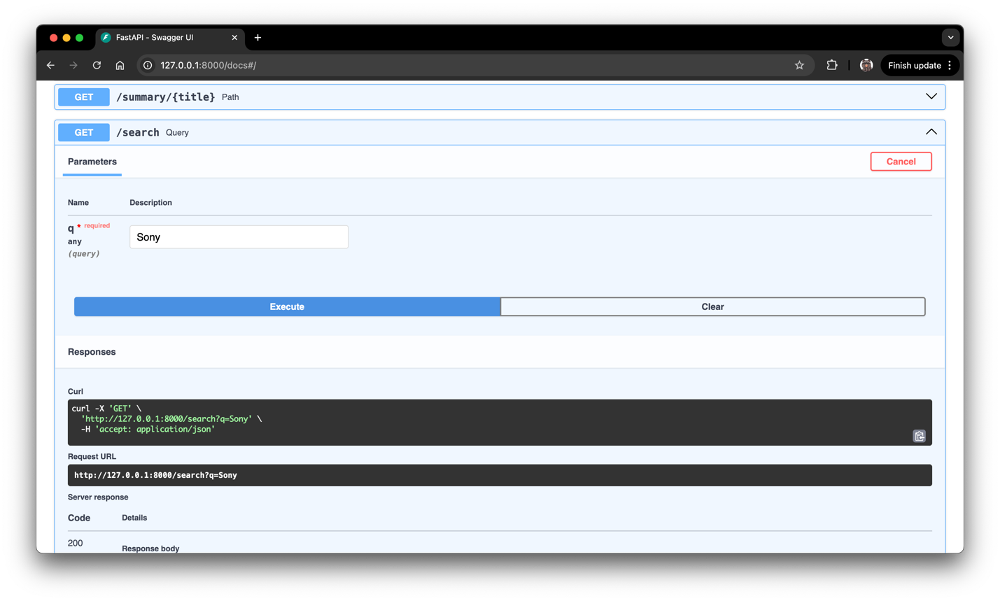 FastAPI - Swagger UI
127.0.0.1:8000/docs#/
Finish update
GET /summary/{title} Path
GET /search Query
Parameters
Cancel
Name Description
q * required
any
(query)
Sony
Execute
Clear
Responses
Curl
curl -X 'GET' \
'http://127.0.0.1:8000/search?q=Sony' \
-H 'accept: application/json'
Request URL
http://127.0.0.1:8000/search?q=Sony
Server response
Code Details
200
Response body